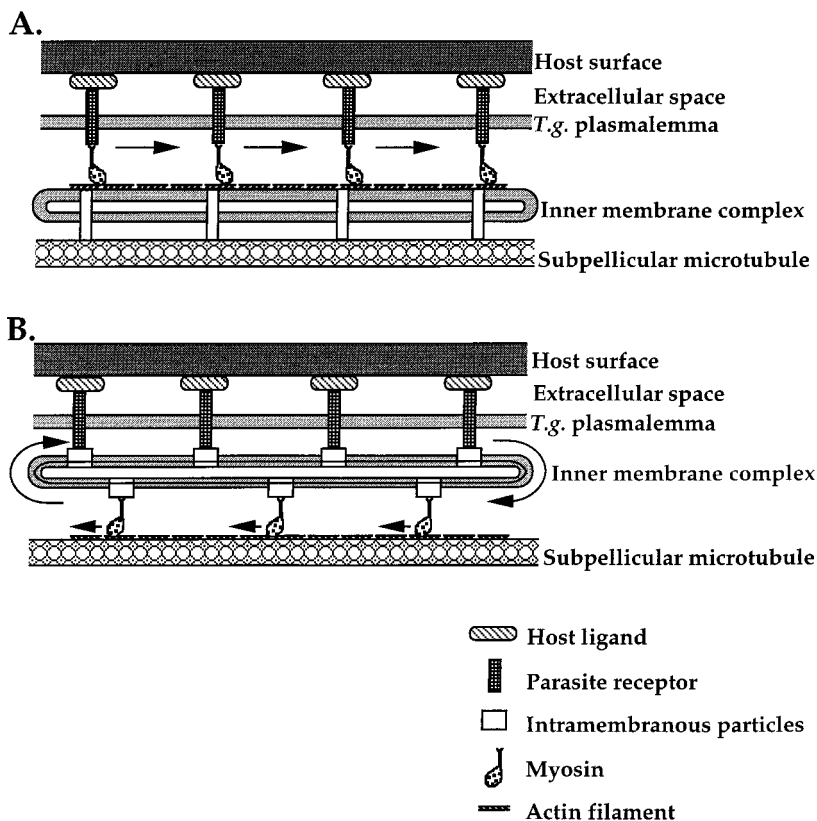 A.
Host surface
Extracellular space
T.g. plasmalemma
Inner membrane complex
Subpellicular microtubule
B.
Host surface
Extracellular space
T.g. plasmalemma
Inner membrane complex
Subpellicular microtubule
Host ligand
Parasite receptor
Intramembranous particles
Myosin
Actin filament